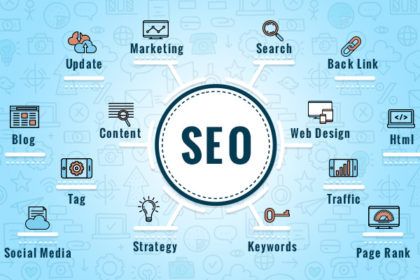 Marketing
Search
Update
Back Link
Blog
Content
SEO
Web Design
Html
Tag
Traffic
Social Media
Strategy
Keywords
Page Rank